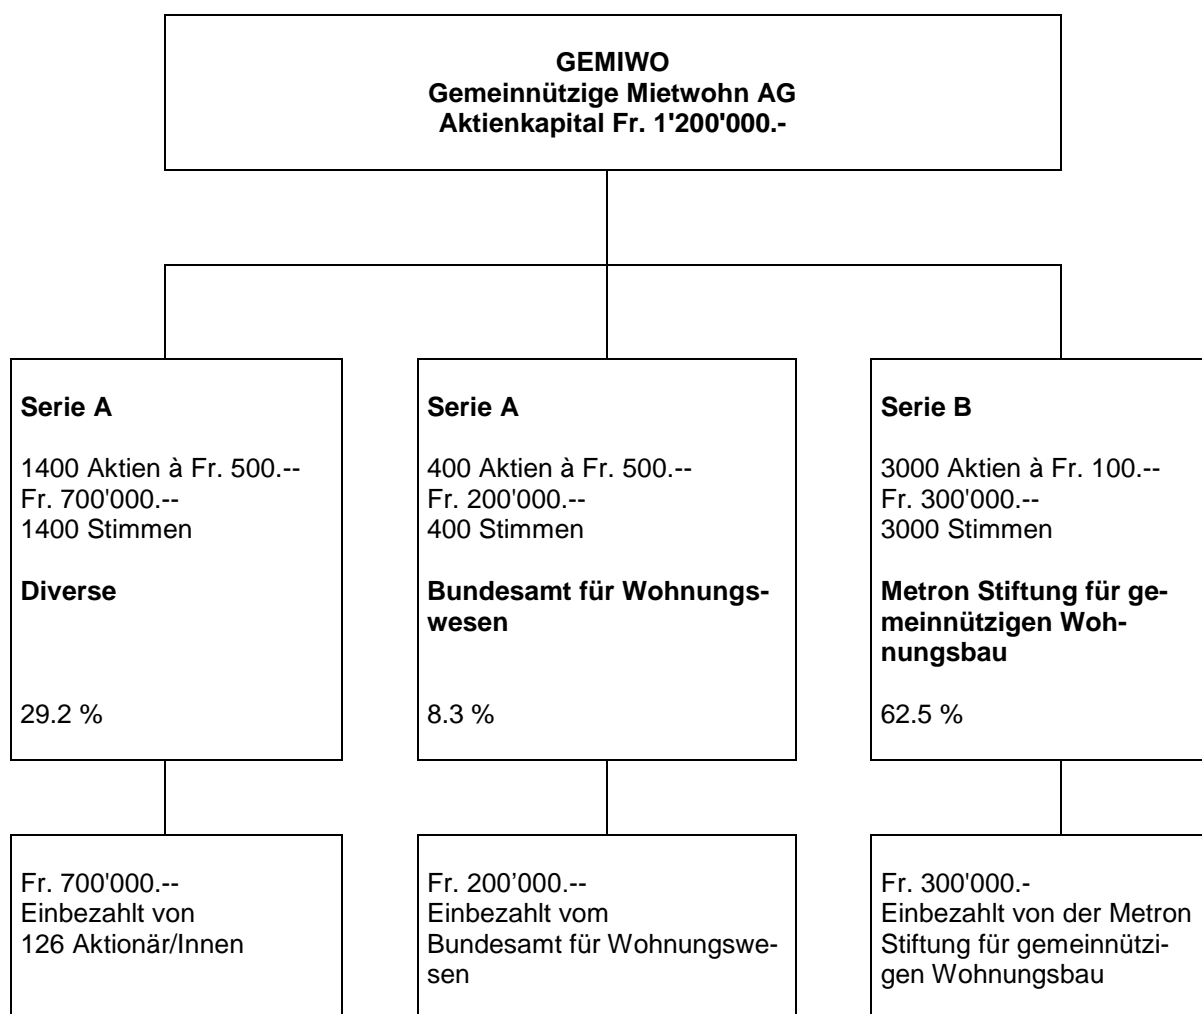 GEMIWO
Gemeinnützige Mietwohn AG
Aktienkapital Fr. 1'200'000.-
Serie A
1400 Aktien à Fr. 500.--
Fr. 700'000.--
1400 Stimmen
Diverse
29.2 %
Serie A
400 Aktien à Fr. 500.--
Fr. 200'000.--
400 Stimmen
Bundesamt für Wohnungs-
wesen
8.3 %
Serie B
3000 Aktien à Fr. 100.--
Fr. 300'000.--
3000 Stimmen
Metron Stiftung für ge-
meinnützigen Woh-
nungsbau
62.5 %
Fr. 700'000.--
Einbezahlt von
126 Aktionär/Innen
Fr. 200’000.--
Einbezahlt vom
Bundesamt für Wohnungswe-
sen
Fr. 300'000.-
Einbezahlt von der Metron
Stiftung für gemeinnützi-
gen Wohnungsbau